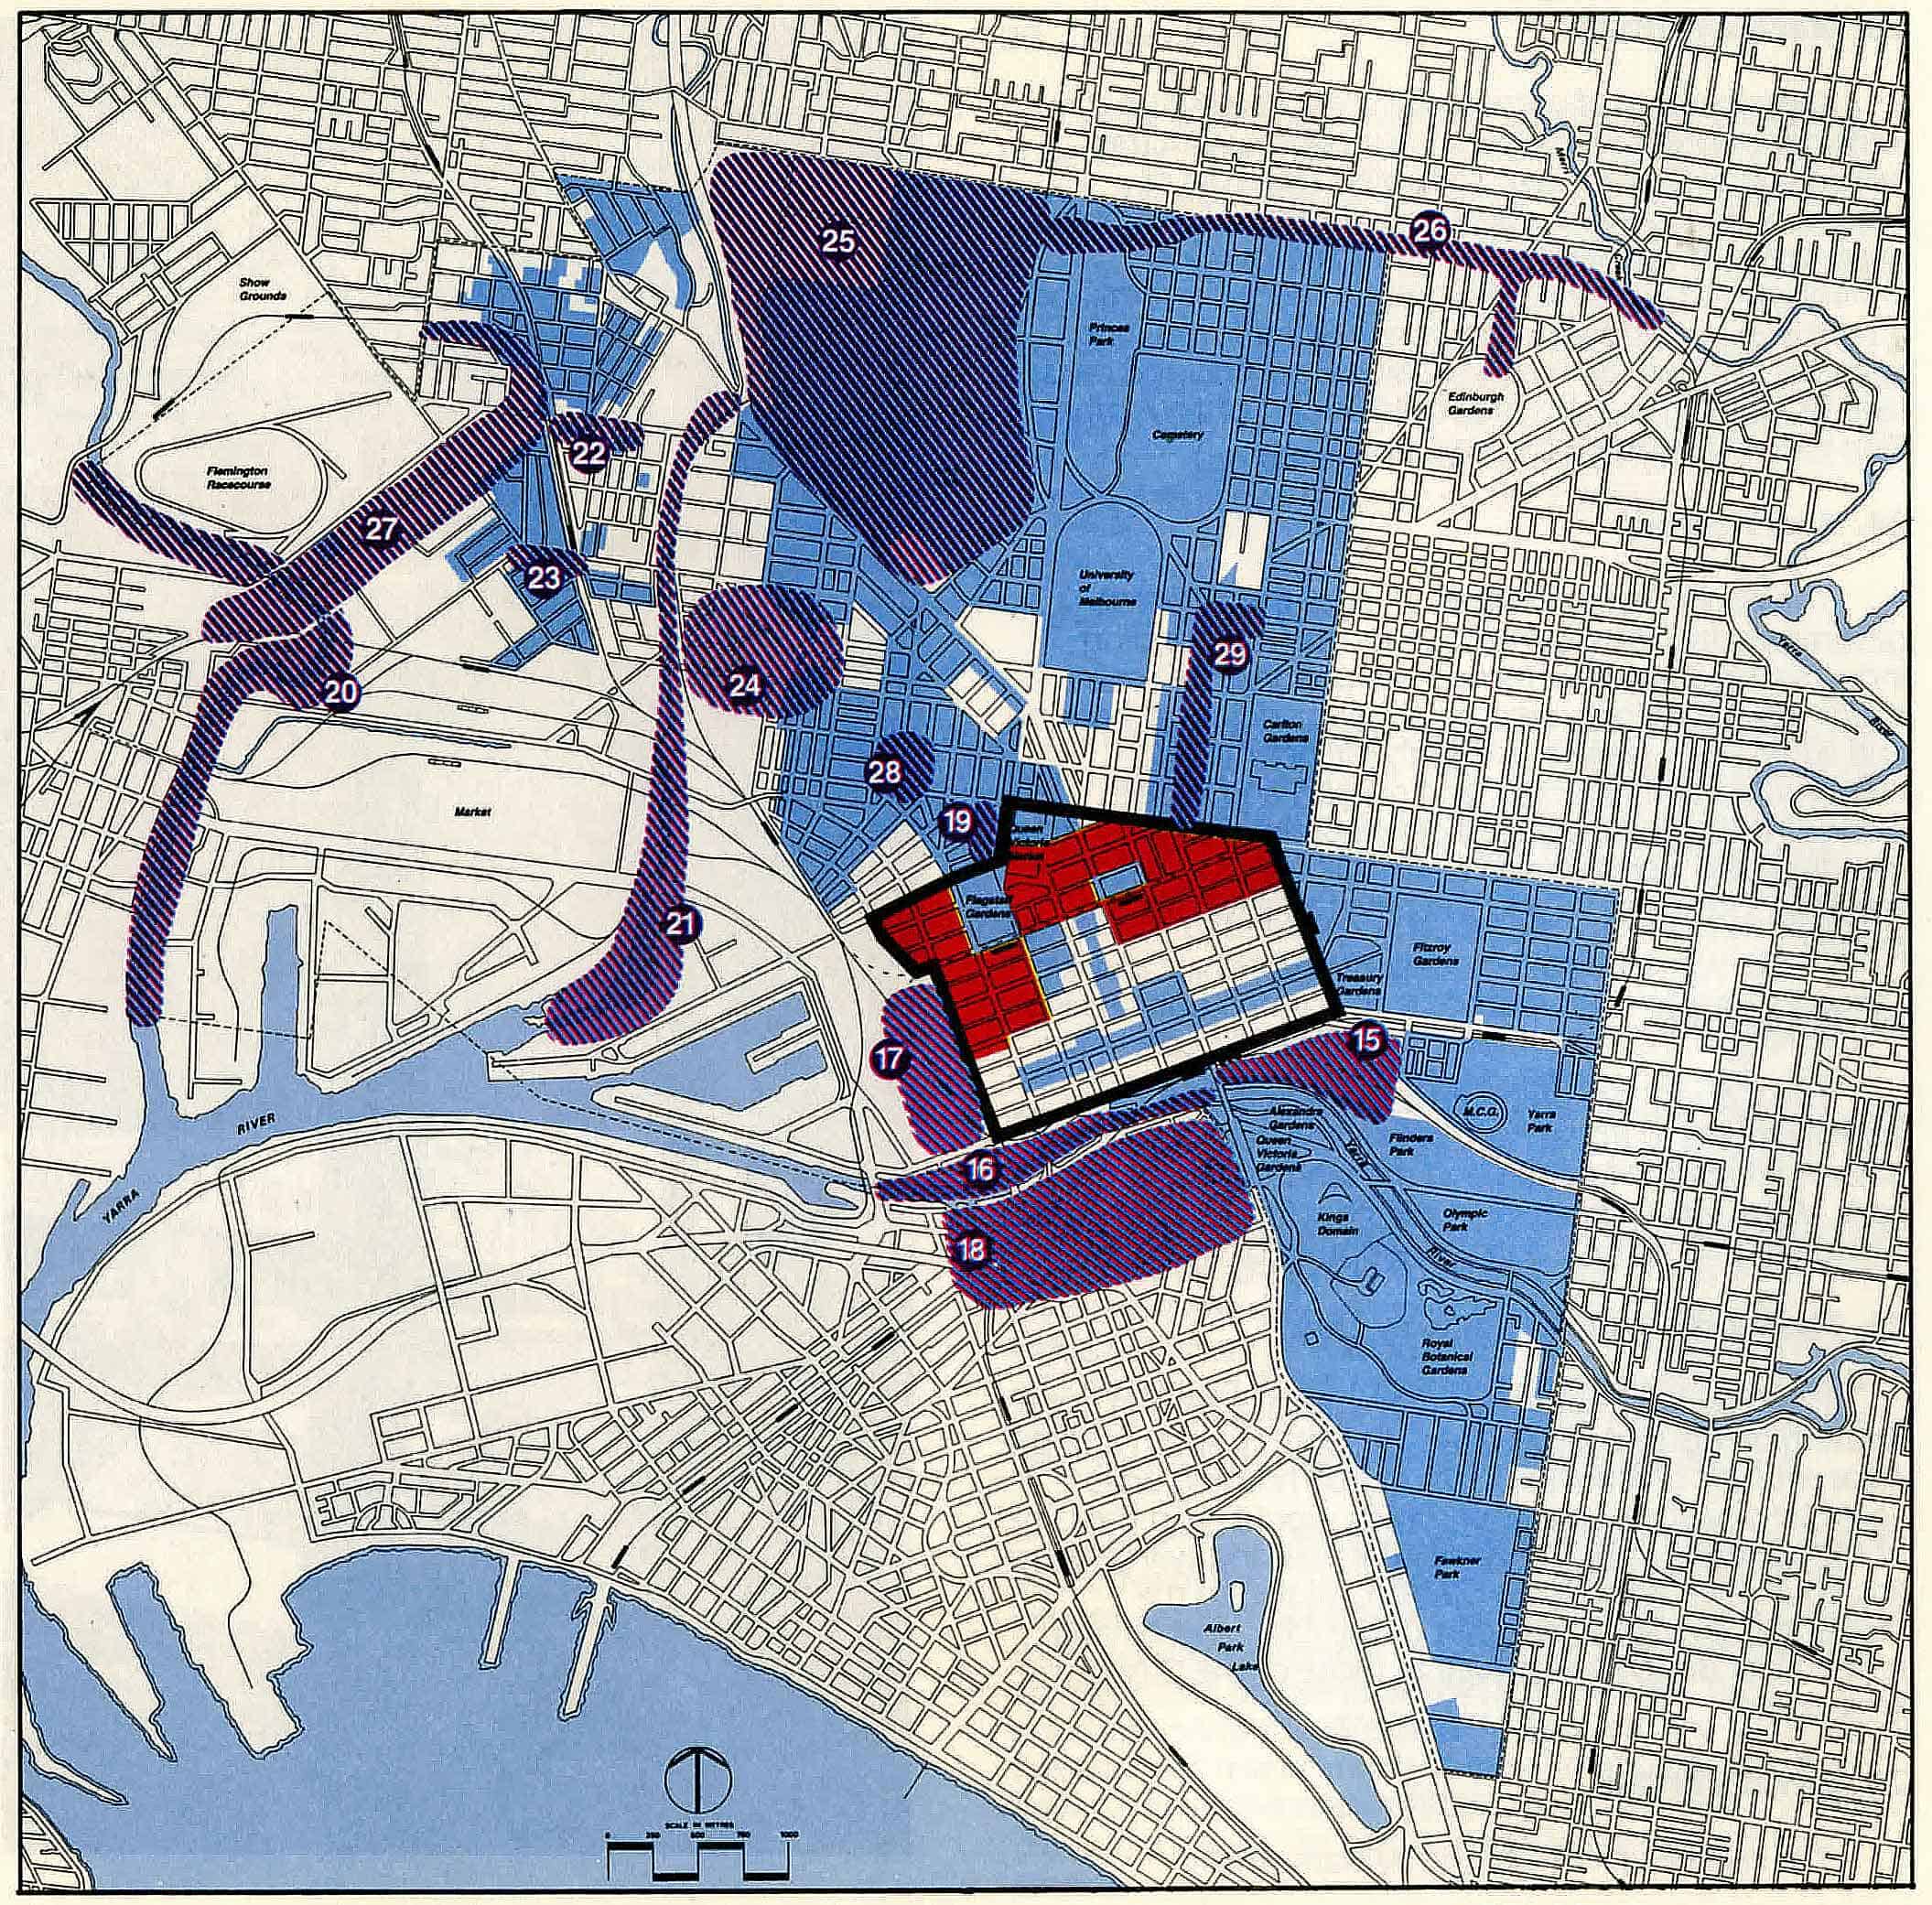 Merri
Creek
26
25
Show
Grounds
Princes
Park
Edinburgh
Gardens
Cemetery
22
Flemington
Racecourse
27
23
University
of
Melbourne
Yarra
River
29
24
20
Carlton
Gardens
28
Market
19
Queen
Victoria
Market
Flagstaff
Gardens
21
Fitzroy
Gardens
Treasury
Gardens
15
17
RIVER
YARRA
Alexandra
Gardens
Queen
Victoria
Gardens
M.C.G.
Yarra
Park
Flinders
Park
Yarra
16
18
Kings
Domain
Olympic
Park
River
Royal
Botanical
Gardens
Fawkner
Park
Albert
Park
Lake
SCALE IN METRES
0 250 500 750 1000